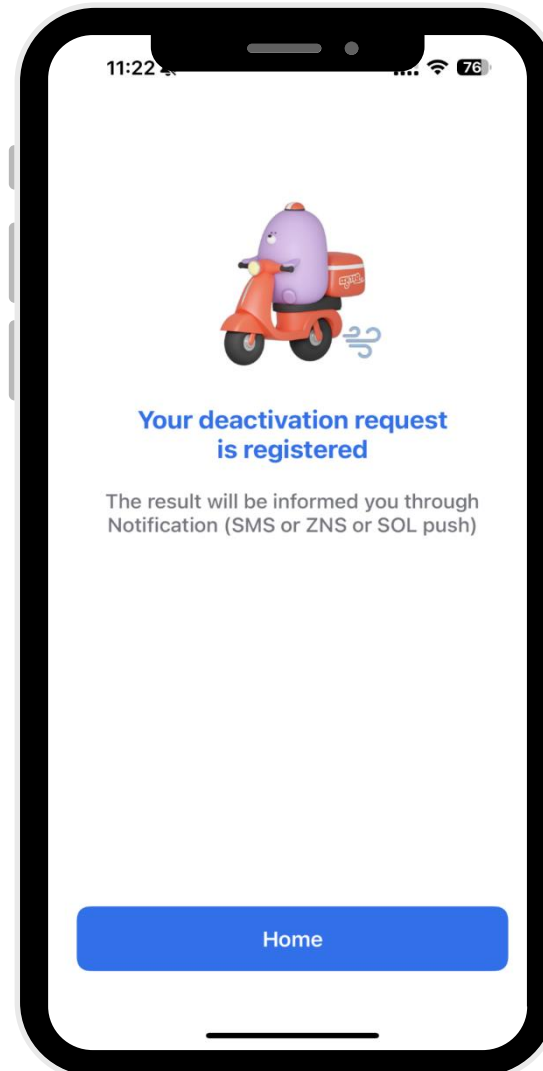 11:22
76
Your deactivation request
is registered
The result will be informed you through
Notification (SMS or ZNS or SOL push)
Home